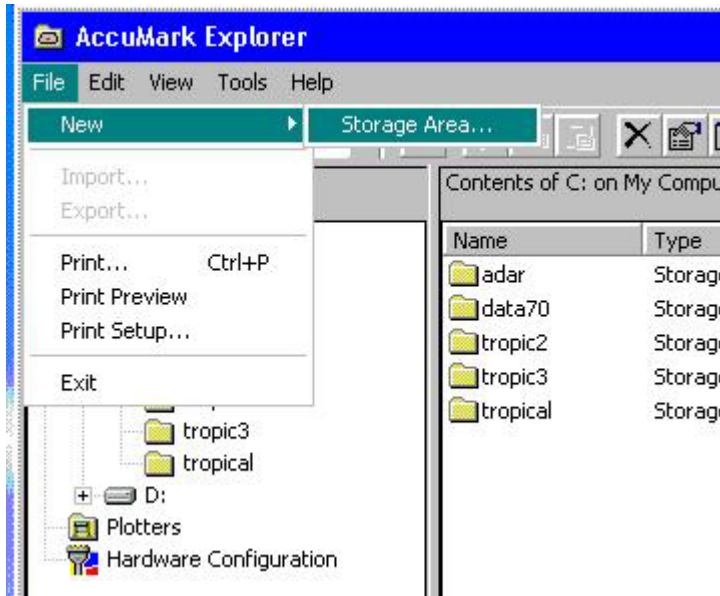 AccuMark Explorer
File Edit View Tools Help
New
Storage Area...
Import...
Export...
Print... Ctrl+P
Print Preview
Print Setup...
Exit
tropic3
tropical
D:
Plotters
Hardware Configuration
Contents of C: on My Compu
Name Type
adar Storag
data70 Storag
tropic2 Storag
tropic3 Storag
tropical Storag